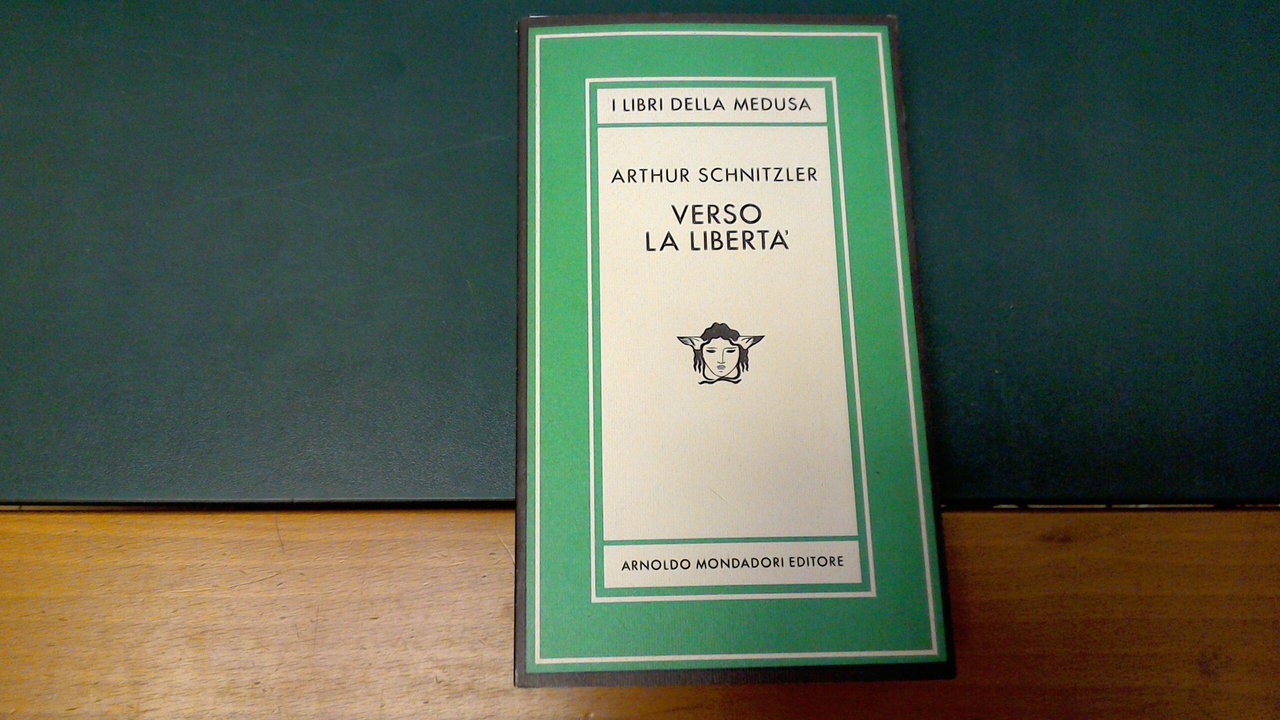 I LIBRI DELLA MEDUSA
ARTHUR SCHNITZLER
VERSO
LA LIBERTA'
ARNOLDO MONDADORI EDITORE